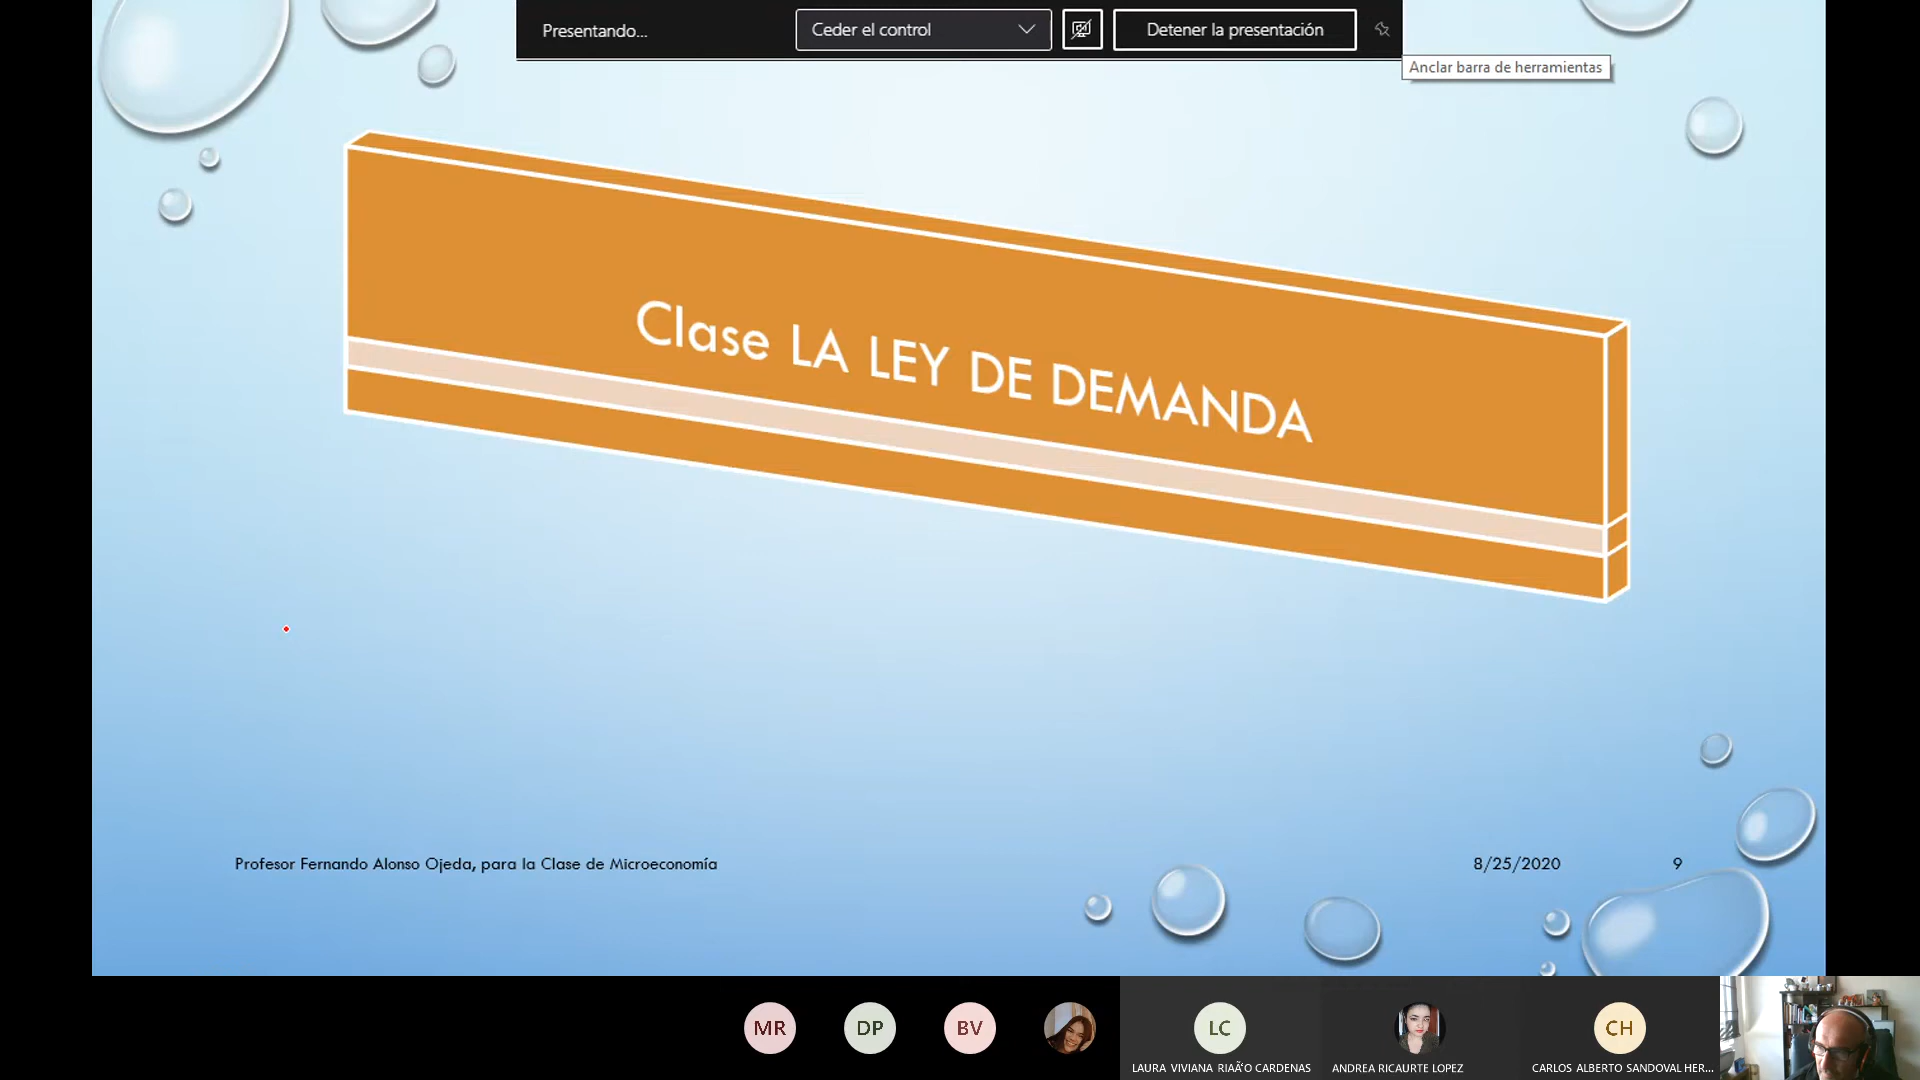 Presentando...
Ceder el control
Detener la presentación
Anclar barra de herramientas
Clase LA LEY DE DEMANDA
Profesor Fernando Alonso Ojeda, para la Clase de Microeconomía
8/25/2020
9
MR
DP
BV
LC
CH
LAURA VIVIANA RIAÃ‘O CARDENAS
ANDREA RICAURTE LOPEZ
CARLOS ALBERTO SANDOVAL HER...